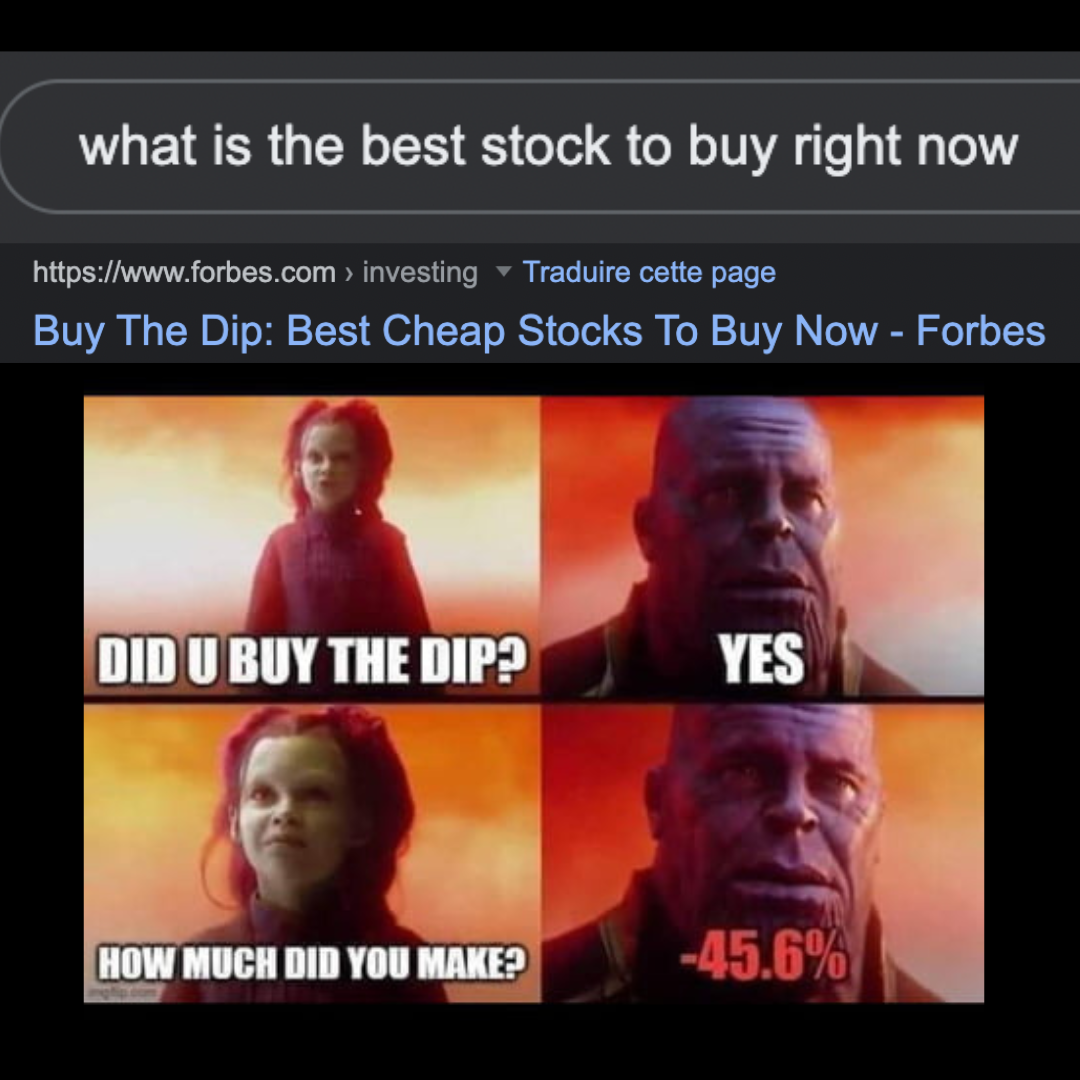 what is the best stock to buy right now
https://www.forbes.com › investing ▼ Traduire cette page
Buy The Dip: Best Cheap Stocks To Buy Now - Forbes
DID U BUY THE DIP?
YES
HOW MUCH DID YOU MAKE?
-45.6%
imgflip.com